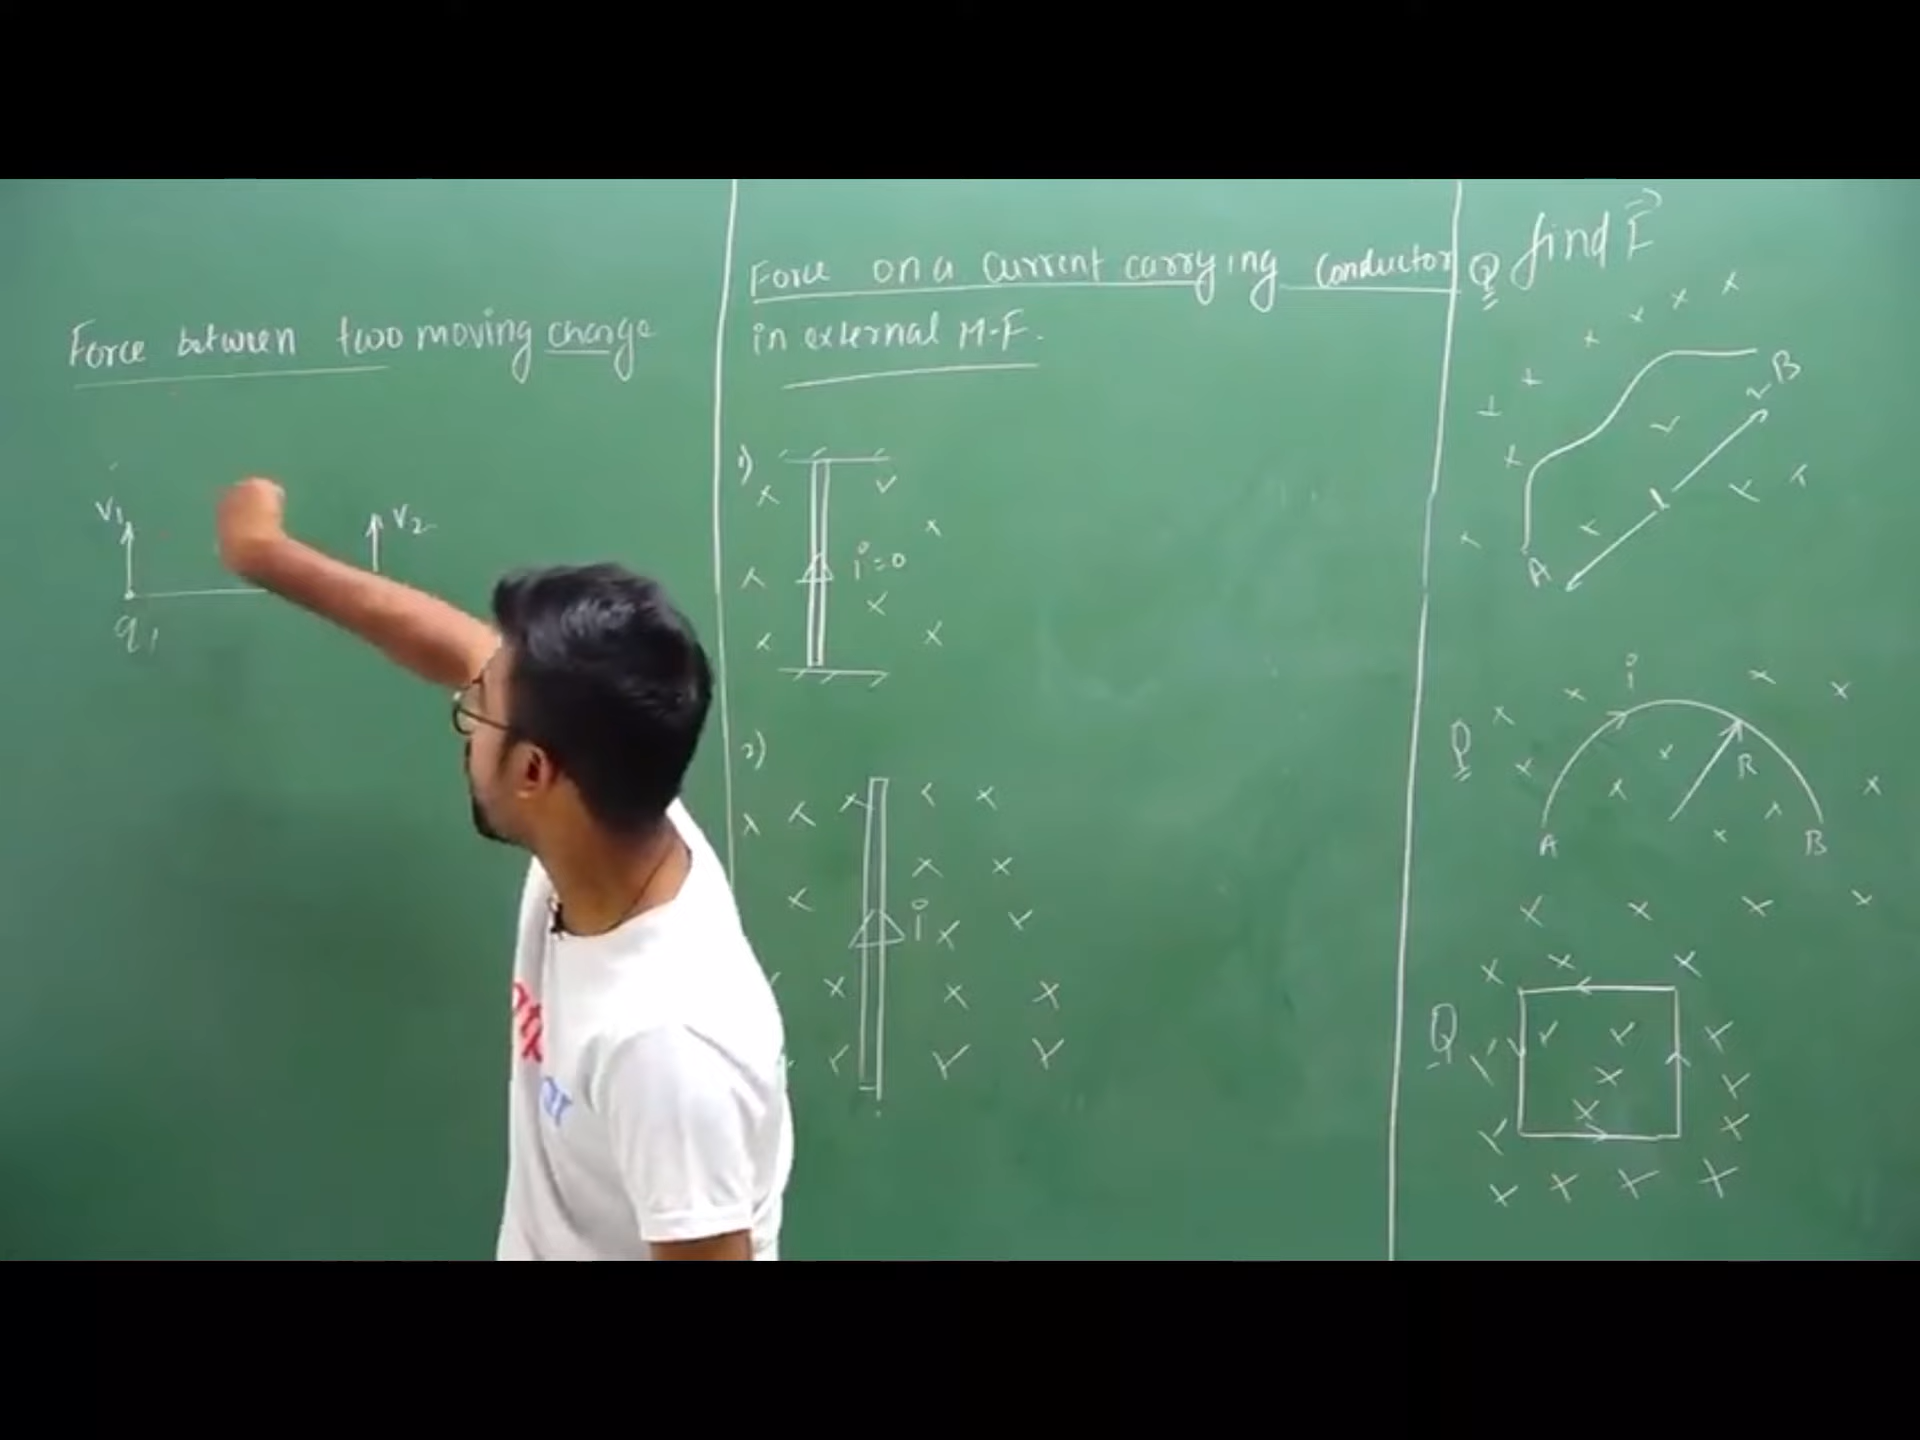 Force between two moving charge
V₁
V₂
q₁
Force on a current carrying conductor
in external M-F.
1)
i=0
2)
i
Q find F⃗
B
L
A
Q
i
R
A
B
Q